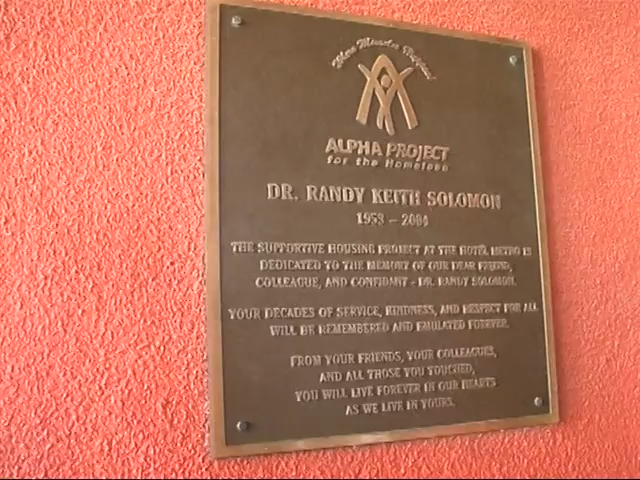 ALPHA PROJECT
for the Homeless
DR. RANDY KEITH SOLOMON
1953 – 2004
THE SUPPORTIVE HOUSING PROJECT AT THE HOTEL METRO IS
DEDICATED TO THE MEMORY OF OUR DEAR FRIEND,
COLLEAGUE, AND CONFIDANT - DR. RANDY SOLOMON.
YOUR DECADES OF SERVICE, KINDNESS, AND RESPECT FOR ALL
WILL BE REMEMBERED AND EMULATED FOREVER.
FROM YOUR FRIENDS, YOUR COLLEAGUES,
AND ALL THOSE YOU TOUCHED,
YOU WILL LIVE FOREVER IN OUR HEARTS
AS WE LIVE IN YOURS.